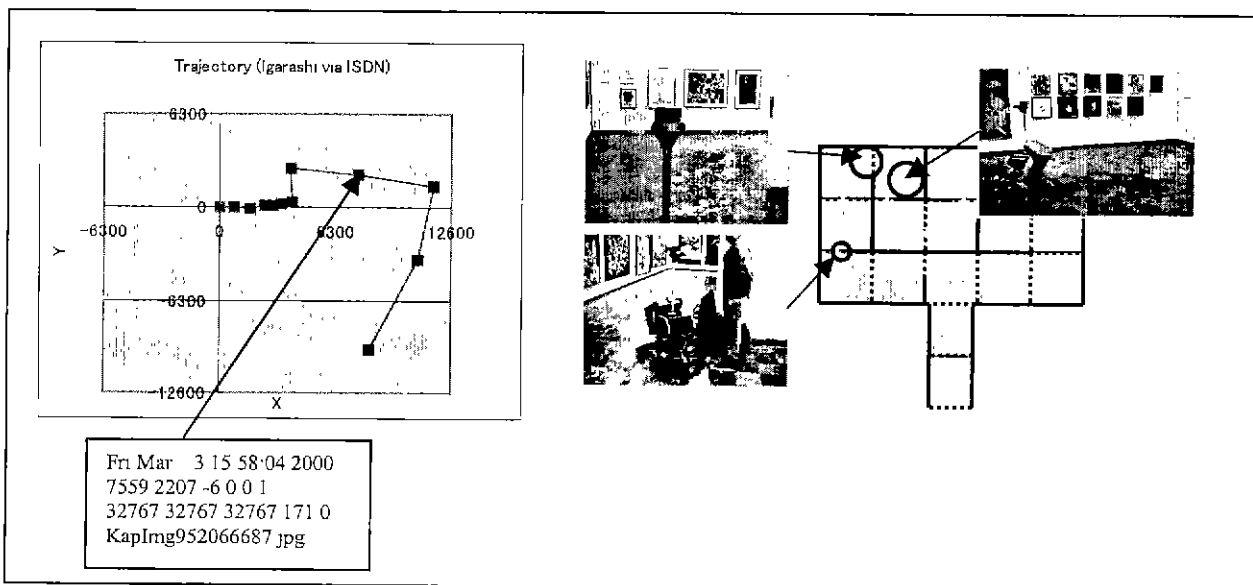 Trajectory (Igarashi via ISDN)
6300
0
-6300
0
6300
12600
Y
-6300
-12600
X
Fri Mar 3 15 58:04 2000
7559 2207 -6 0 0 1
32767 32767 32767 171 0
KapImg952066687 jpg